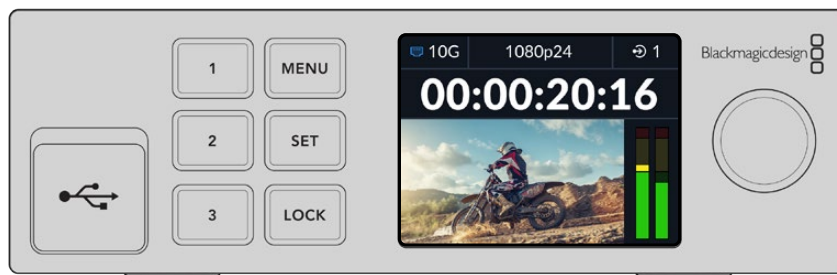 10G 1080p24 1
00:00:20:16
1 MENU
2 SET
3 LOCK
Blackmagicdesign